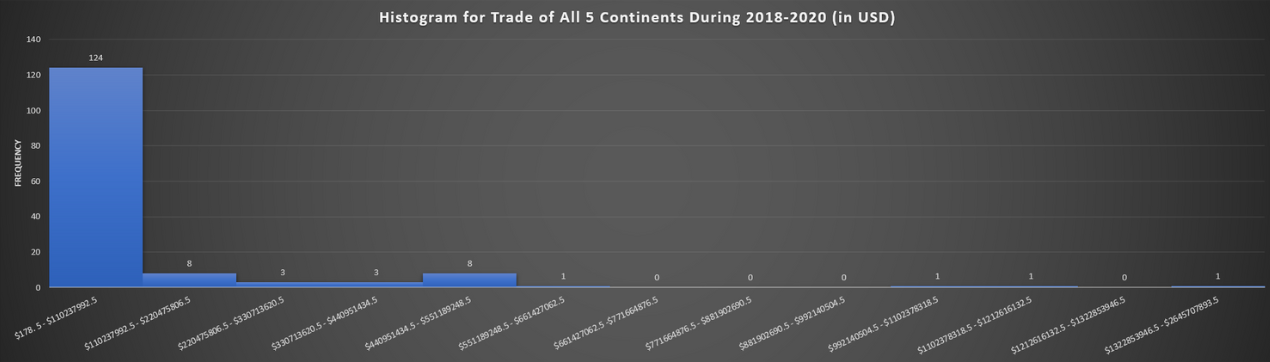 Histogram for Trade of All 5 Continents During 2018-2020 (in USD)
140
120
100
80
60
40
20
0
FREQUENCY
124
8
3
3
8
1
0
0
0
1
1
0
1
$178.5 - $110237992.5
$110237992.5 - $220475806.5
$220475806.5 - $330713620.5
$330713620.5 - $440951434.5
$440951434.5 - $551189248.5
$551189248.5 - $661427062.5
$661427062.5 -$771664876.5
$771664876.5 - $881902690.5
$881902690.5 - $992140504.5
$992140504.5 - $1102378318.5
$1102378318.5 - $1212616132.5
$1212616132.5 - $1322853946.5
$1322853946.5 - $2645707893.5